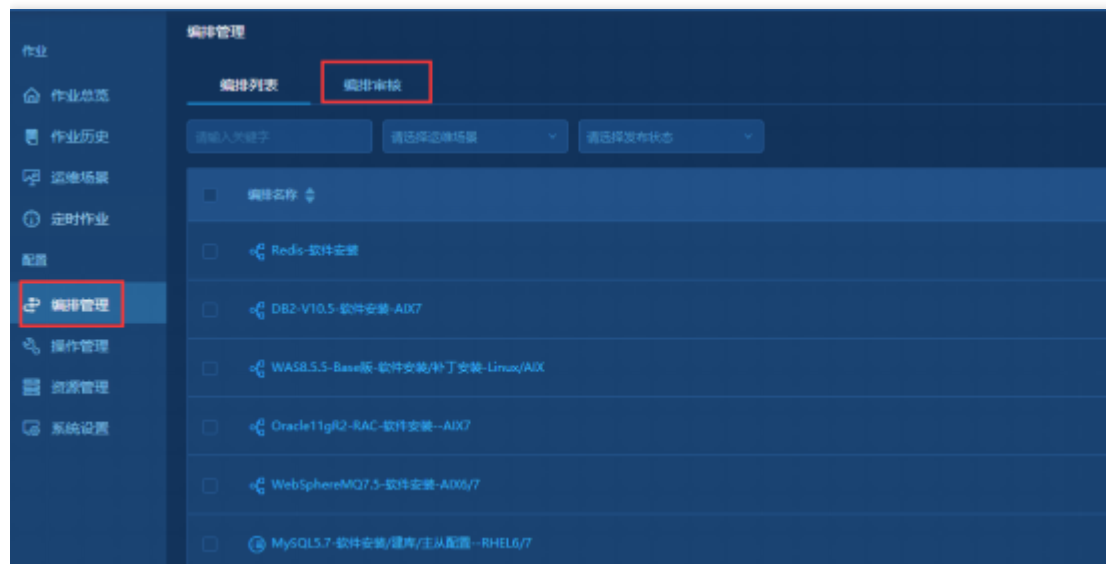 作业
作业总览
作业历史
运维场景
定时作业
配置
编排管理
操作管理
资源管理
系统设置
编排管理
编排列表 编排审核
请输入关键字 请选择运维场景 请选择发布状态
编排名称
Redis-软件安装
DB2-V10.5-软件安装-AIX7
WAS8.5.5-Base版-软件安装/补丁安装-Linux/AIX
Oracle11gR2-RAC-软件安装--AIX7
WebSphereMQ7.5-软件安装-AIX6/7
MySQL5.7-软件安装/建库/主从配置--RHEL6/7